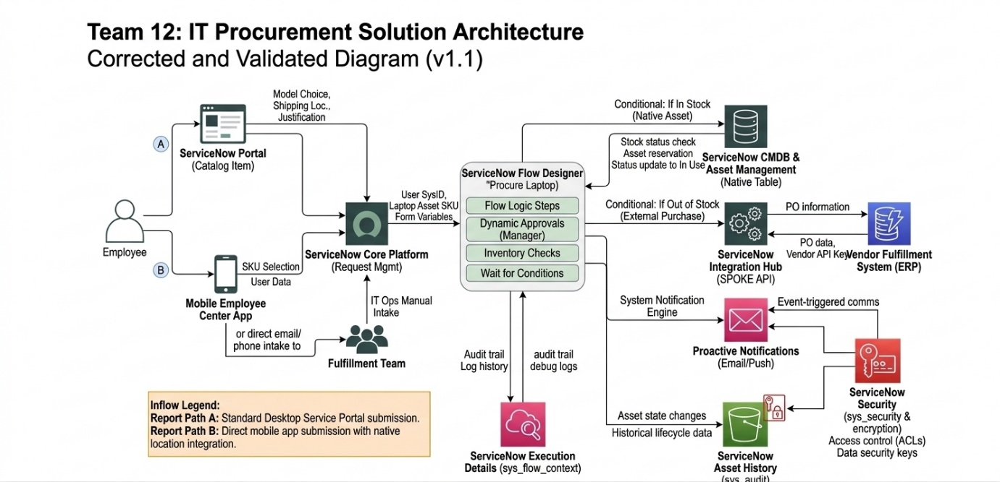 Team 12: IT Procurement Solution Architecture
Corrected and Validated Diagram (v1.1)
Model Choice,
Shipping Loc.,
Justification
A
ServiceNow Portal
(Catalog Item)
Employee
B
SKU Selection
User Data
Mobile Employee
Center App
or direct email/
phone intake to
ServiceNow Core Platform
(Request Mgmt)
IT Ops Manual
Intake
Fulfillment Team
User SysID,
Laptop Asset SKU
Form Variables
ServiceNow Flow Designer
"Procure Laptop)
Flow Logic Steps
Dynamic Approvals
(Manager)
Inventory Checks
Wait for Conditions
Conditional: If In Stock
(Native Asset)
Stock status check
Asset reservation
Status update to In Use
ServiceNow CMDB &
Asset Management
(Native Table)
Conditional: If Out of Stock
(External Purchase)
ServiceNow
Integration Hub
(SPOKE API)
PO information
PO data,
Vendor API Key
Vendor Fulfillment
System (ERP)
System Notification
Engine
Event-triggered comms
Proactive Notifications
(Email/Push)
Audit trail
Log history
audit trail
debug logs
ServiceNow Execution
Details (sys_flow_context)
Asset state changes
Historical lifecycle data
ServiceNow
Asset History
(sys_audit)
ServiceNow
Security
(sys_security &
encryption)
Access control (ACLs)
Data security keys
Inflow Legend:
Report Path A: Standard Desktop Service Portal submission.
Report Path B: Direct mobile app submission with native
location integration.